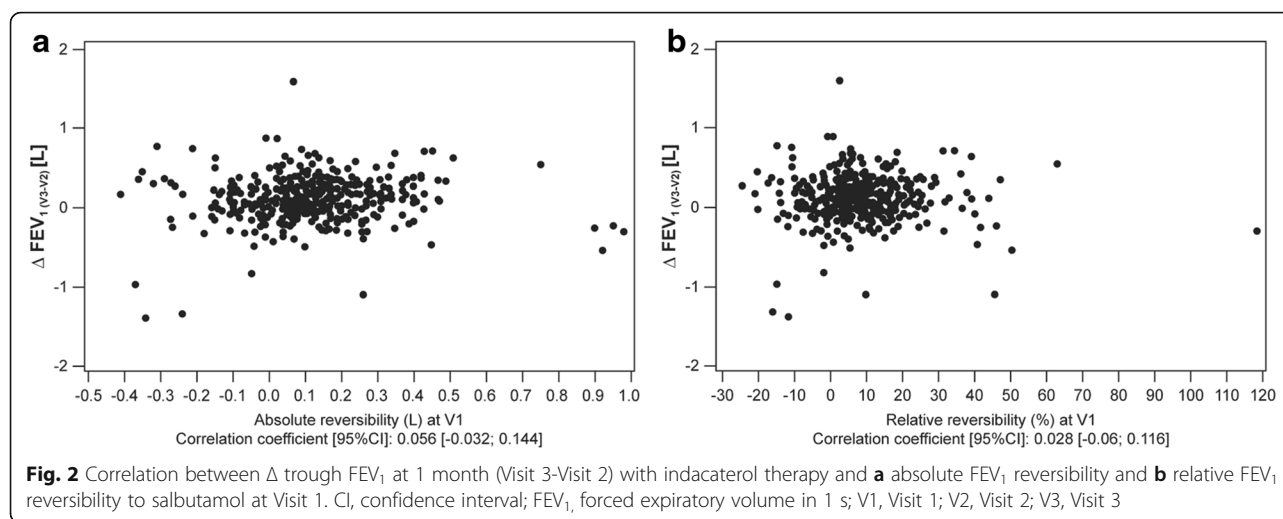 a
2
1
0
-1
-2
Δ FEV1 (V3-V2) [L]
-0.5 -0.4 -0.3 -0.2 -0.1 0.0 0.1 0.2 0.3 0.4 0.5 0.6 0.7 0.8 0.9 1.0
Absolute reversibility (L) at V1
Correlation coefficient [95%CI]: 0.056 [-0.032; 0.144]
b
2
1
0
-1
-2
Δ FEV1 (V3-V2) [L]
-30 -20 -10 0 10 20 30 40 50 60 70 80 90 100 110 120
Relative reversibility (%) at V1
Correlation coefficient [95%CI]: 0.028 [-0.06; 0.116]
Fig. 2 Correlation between Δ trough FEV1 at 1 month (Visit 3-Visit 2) with indacaterol therapy and a absolute FEV1 reversibility and b relative FEV1
reversibility to salbutamol at Visit 1. CI, confidence interval; FEV1, forced expiratory volume in 1 s; V1, Visit 1; V2, Visit 2; V3, Visit 3